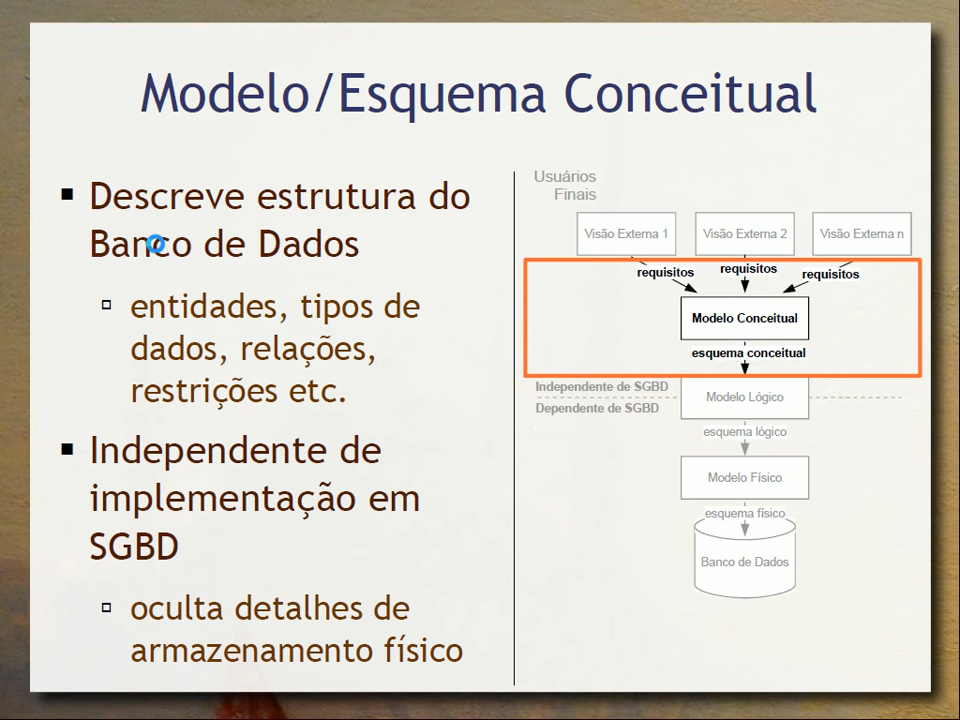 Modelo/Esquema Conceitual
Descreve estrutura do
Banco de Dados
entidades, tipos de
dados, relações,
restrições etc.
Independente de
implementação em
SGBD
oculta detalhes de
armazenamento físico
Usuários
Finais
Visão Externa 1
Visão Externa 2
Visão Externa n
requisitos
requisitos
requisitos
Modelo Conceitual
esquema conceitual
Independente de SGBD
Dependente de SGBD
Modelo Lógico
esquema lógico
Modelo Físico
esquema físico
Banco de Dados